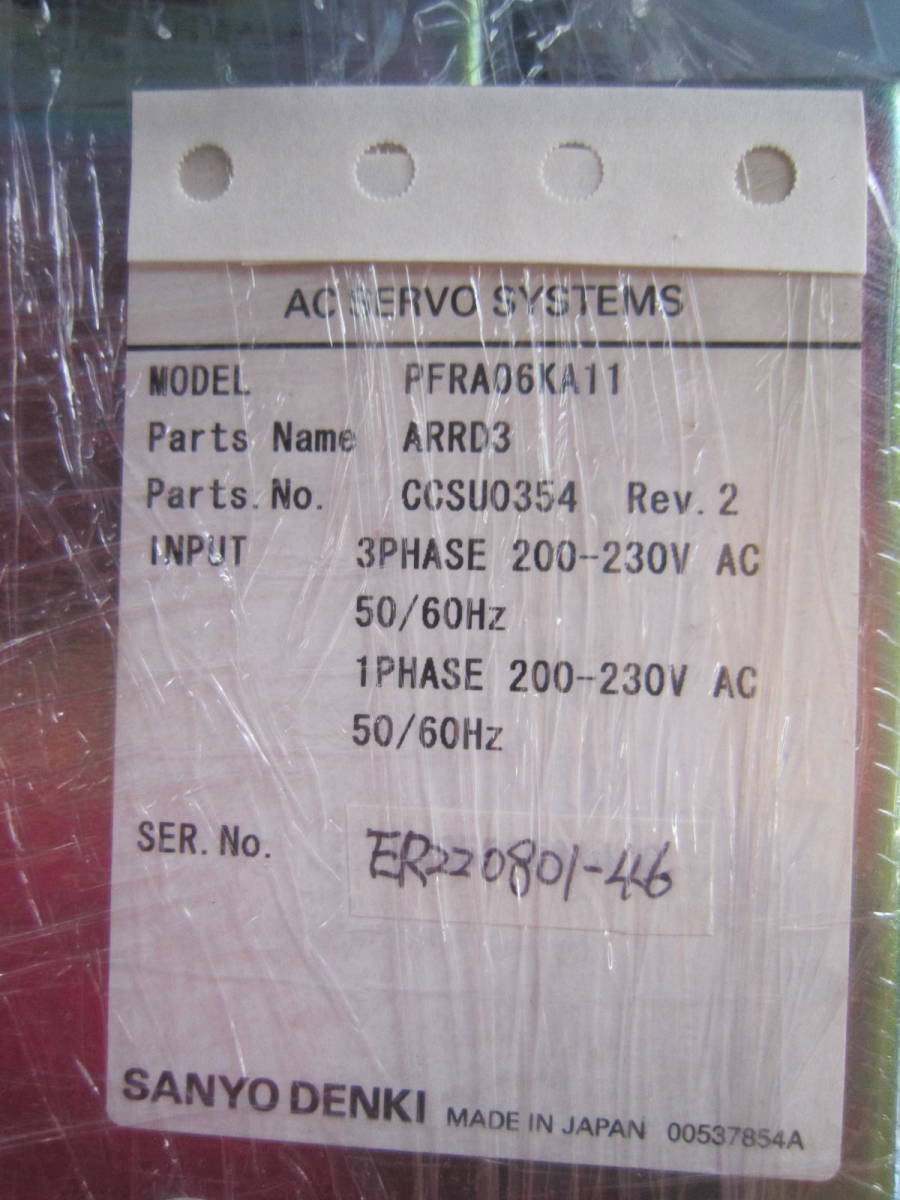 AC SERVO SYSTEMS
MODEL PFRA06KA11
Parts Name ARRD3
Parts.No. CCSU0354 Rev.2
INPUT 3PHASE 200-230V AC
50/60Hz
1PHASE 200-230V AC
50/60Hz
SER.No. ER220801-446
SANYO DENKI MADE IN JAPAN 00537854A